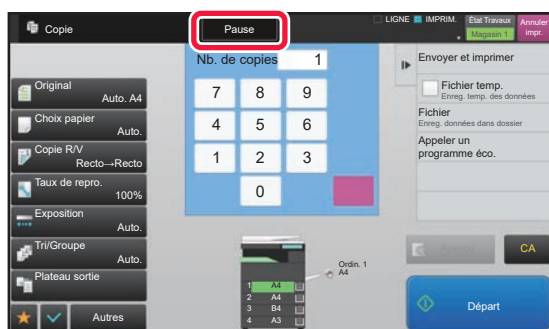 Copie
Pause
LIGNE
IMPRIM.
État Travaux
Magasin 1
Annuler
impr.
Nb. de copies
1
Original
Auto. A4
Choix papier
Auto.
Copie R/V
Recto→Recto
Taux de repro.
100%
Exposition
Auto.
Tri/Groupe
Auto.
Plateau sortie
Autres
7
8
9
4
5
6
1
2
3
0
Ordin. 1
A4
1 A4
2 A4
3 B4
4 A3
Envoyer et imprimer
Fichier temp.
Enreg. temp. des données
Fichier
Enreg. données dans dossier
Appeler un
programme éco.
CA
Départ